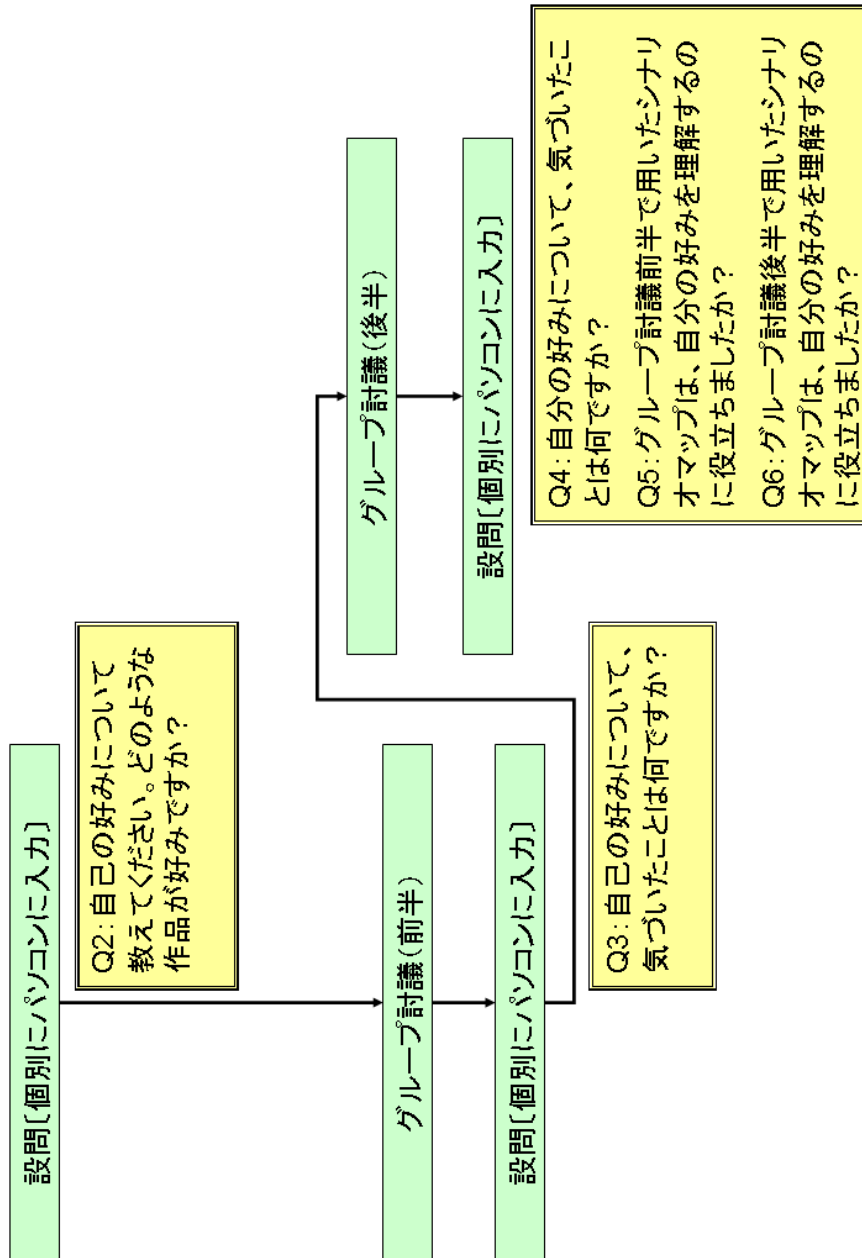 設問〔個別にパソコンに入力〕
Q2:自己の好みについて
教えてください。どのような
作品が好みですか?
グループ討議(前半)
設問〔個別にパソコンに入力〕
Q3:自己の好みについて、
気づいたことは何ですか?
グループ討議(後半)
設問〔個別にパソコンに入力〕
Q4:自分の好みについて、気づいたこ
とは何ですか?
Q5:グループ討議前半で用いたシナリ
オマップは、自分の好みを理解するの
に役立ちましたか?
Q6:グループ討議後半で用いたシナリ
オマップは、自分の好みを理解するの
に役立ちましたか?